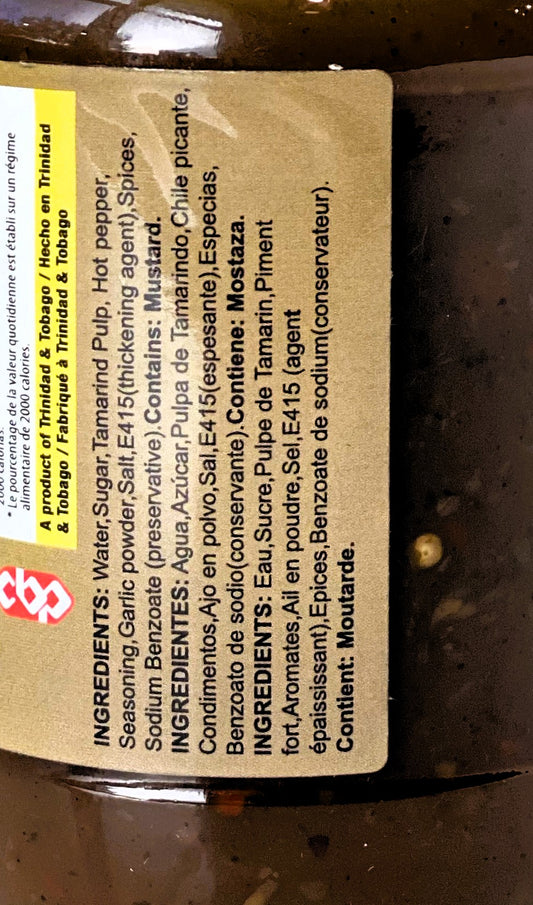 * Le pourcentage de la valeur quotidienne est établi sur un régime
alimentaire de 2000 calories.
A product of Trinidad & Tobago / Hecho en Trinidad
& Tobago / Fabriqué à Trinidad & Tobago
INGREDIENTS: Water,Sugar,Tamarind Pulp, Hot pepper,
Seasoning,Garlic powder,Salt,E415(thickening agent),Spices,
Sodium Benzoate (preservative).Contains: Mustard.
INGREDIENTES: Agua,Azúcar,Pulpa de Tamarindo,Chile picante,
Condimentos,Ajo en polvo,Sal,E415(espesante),Especias,
Benzoato de sodio(conservante).Contiene: Mostaza.
INGREDIENTS: Eau,Sucre,Pulpe de Tamarin,Piment
fort,Aromates,Ail en poudre,Sel,E415 (agent
épaississant),Epices,Benzoate de sodium(conservateur).
Contient: Moutarde.